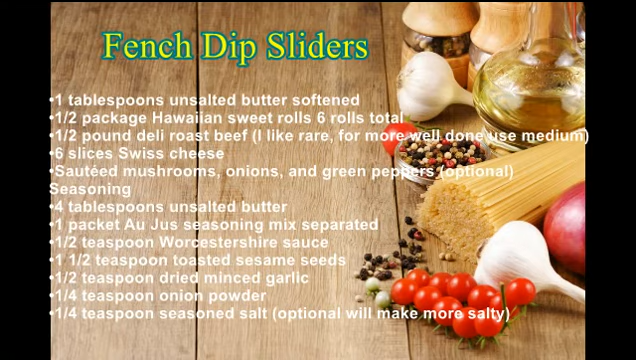 Fench Dip Sliders
•1 tablespoons unsalted butter softened
•1/2 package Hawaiian sweet rolls 6 rolls total
•1/2 pound deli roast beef (I like rare, for more well done use medium)
•6 slices Swiss cheese
•Sautéed mushrooms, onions, and green peppers (optional)
Seasoning
•4 tablespoons unsalted butter
•1 packet Au Jus seasoning mix separated
•1/2 teaspoon Worcestershire sauce
•1 1/2 teaspoon toasted sesame seeds
•1/2 teaspoon dried minced garlic
•1/4 teaspoon onion powder
•1/4 teaspoon seasoned salt (optional will make more salty)